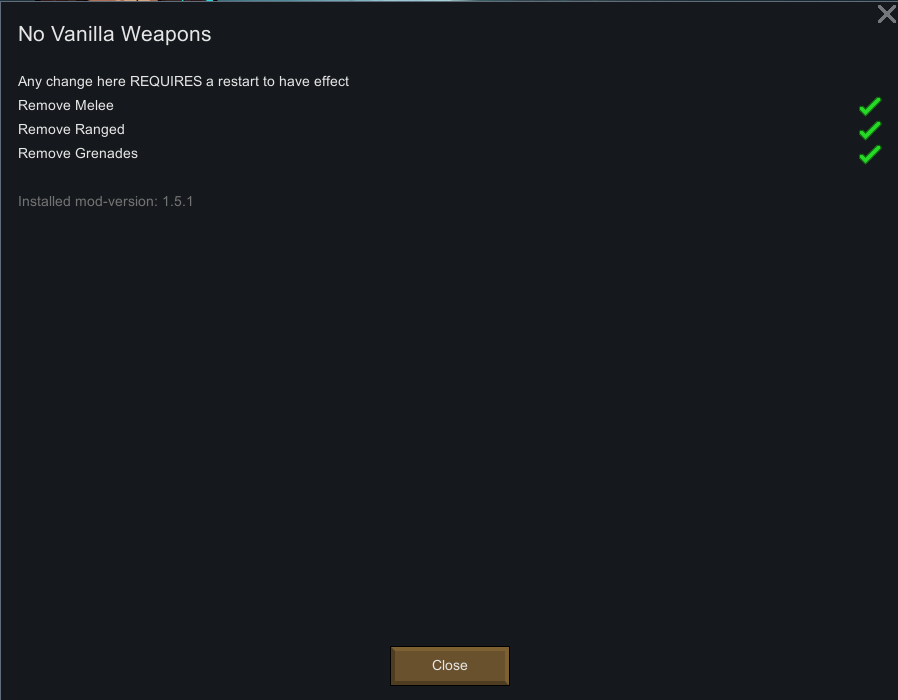 No Vanilla Weapons
Any change here REQUIRES a restart to have effect
Remove Melee
Remove Ranged
Remove Grenades
Installed mod-version: 1.5.1
Close